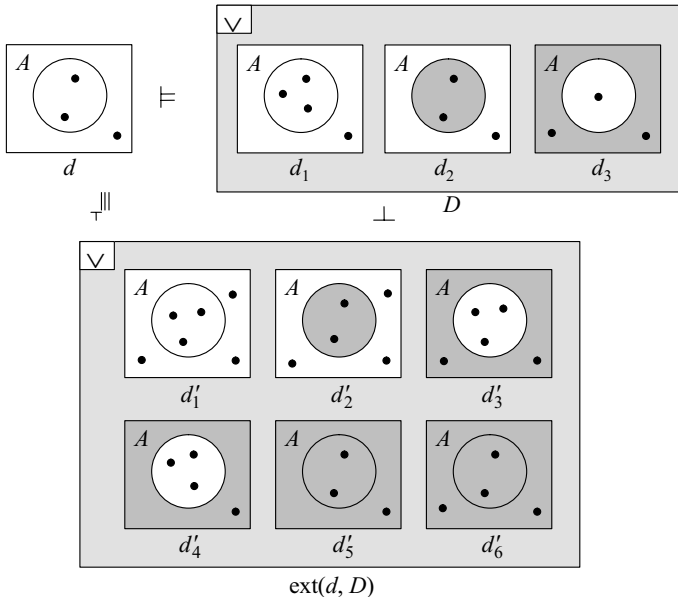 ∨
A A A A
d ⊨ d₁ d₂ d₃
D
⊥
∨
A A A
d′₁ d′₂ d′₃
A A A
d′₄ d′₅ d′₆
ext(d, D)